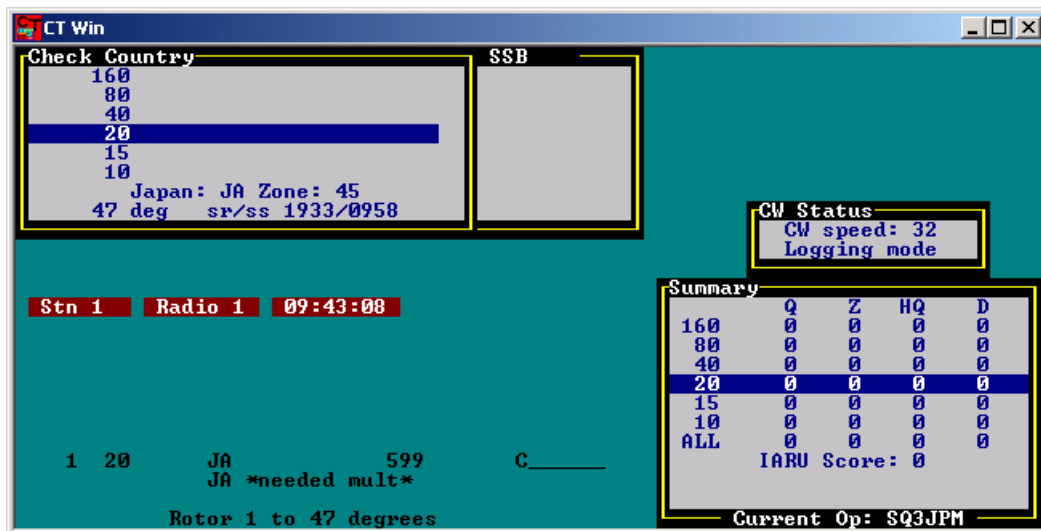 CT Win
Check Country
160
80
40
20
15
10
Japan: JA Zone: 45
47 deg sr/ss 1933/0958
SSB
CW Status
CW speed: 32
Logging mode
Stn 1 Radio 1 09:43:08
Summary
Q Z HQ D
160 0 0 0 0
80 0 0 0 0
40 0 0 0 0
20 0 0 0 0
15 0 0 0 0
10 0 0 0 0
ALL 0 0 0 0
IARU Score: 0
Current Op: SQ3JPM
1 20 JA 599 C_______
JA *needed mult*
Rotor 1 to 47 degrees